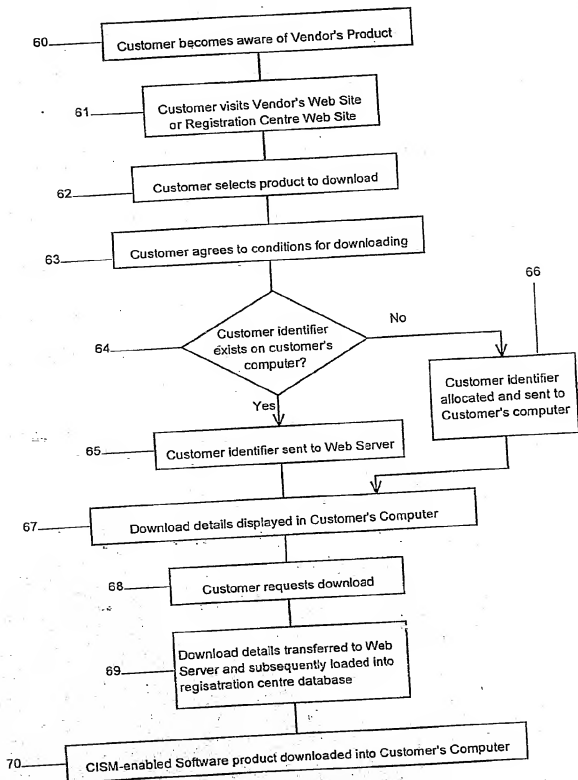 60
Customer becomes aware of Vendor's Product
61
Customer visits Vendor's Web Site
or Registration Centre Web Site
62
Customer selects product to download
63
Customer agrees to conditions for downloading
66
64
Customer identifier
exists on customer's
computer?
No
Customer identifier
allocated and sent to
Customer's computer
Yes
65
Customer identifier sent to Web Server
67
Download details displayed in Customer's Computer
68
Customer requests download
69
Download details transferred to Web
Server and subsequently loaded into
regisatration centre database
70
CISM-enabled Software product downloaded into Customer's Computer